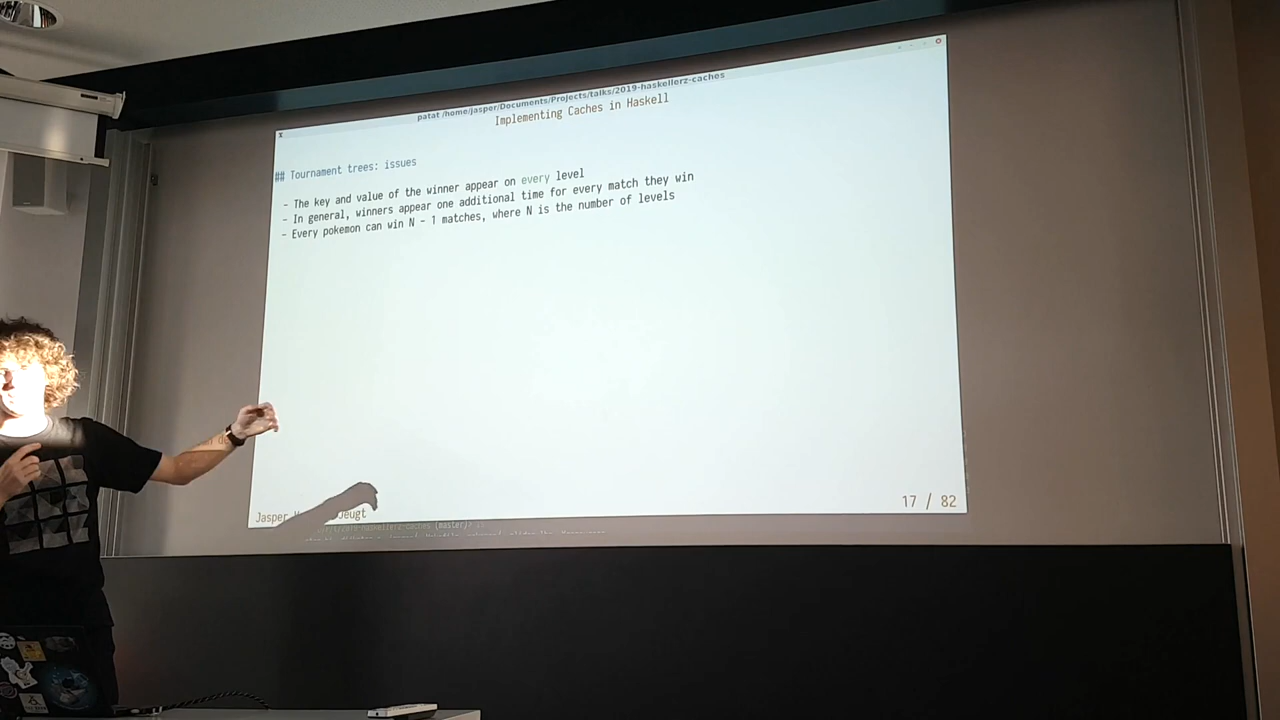 patat /home/jasper/Documents/Projects/talks/2019-haskellerz-caches
Implementing Caches in Haskell
## Tournament trees: issues
- The key and value of the winner appear on every level
- In general, winners appear one additional time for every match they win
- Every pokemon can win N - 1 matches, where N is the number of levels
Jasper Jeugt
17 / 82